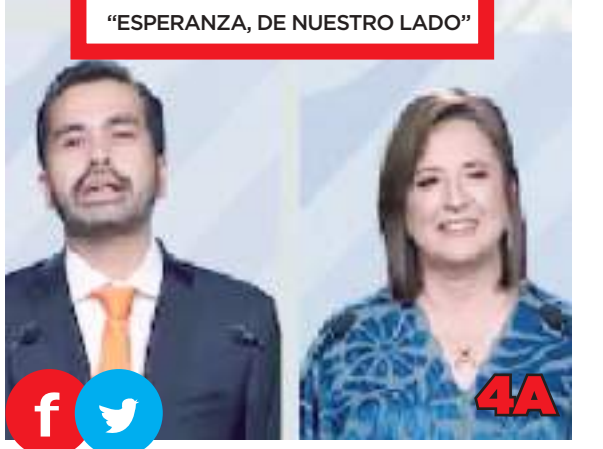 “ESPERANZA, DE NUESTRO LADO”
f
4A